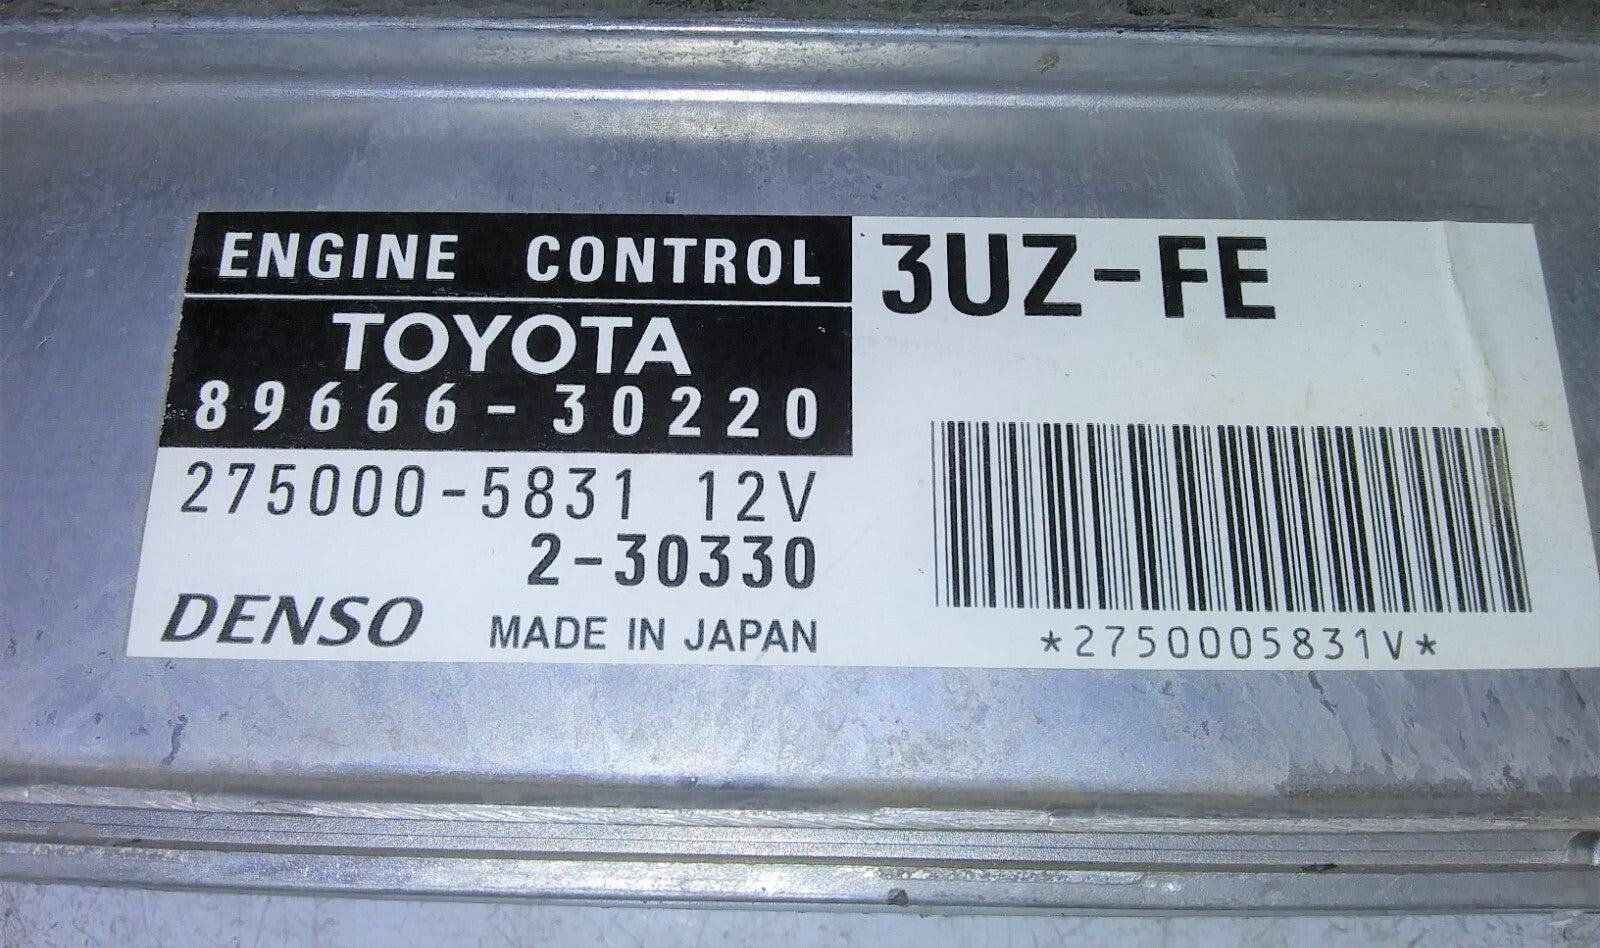 ENGINE CONTROL
TOYOTA
89666-30220
275000-5831 12V
2-30330
DENSO MADE IN JAPAN
3UZ-FE
*2750005831V*